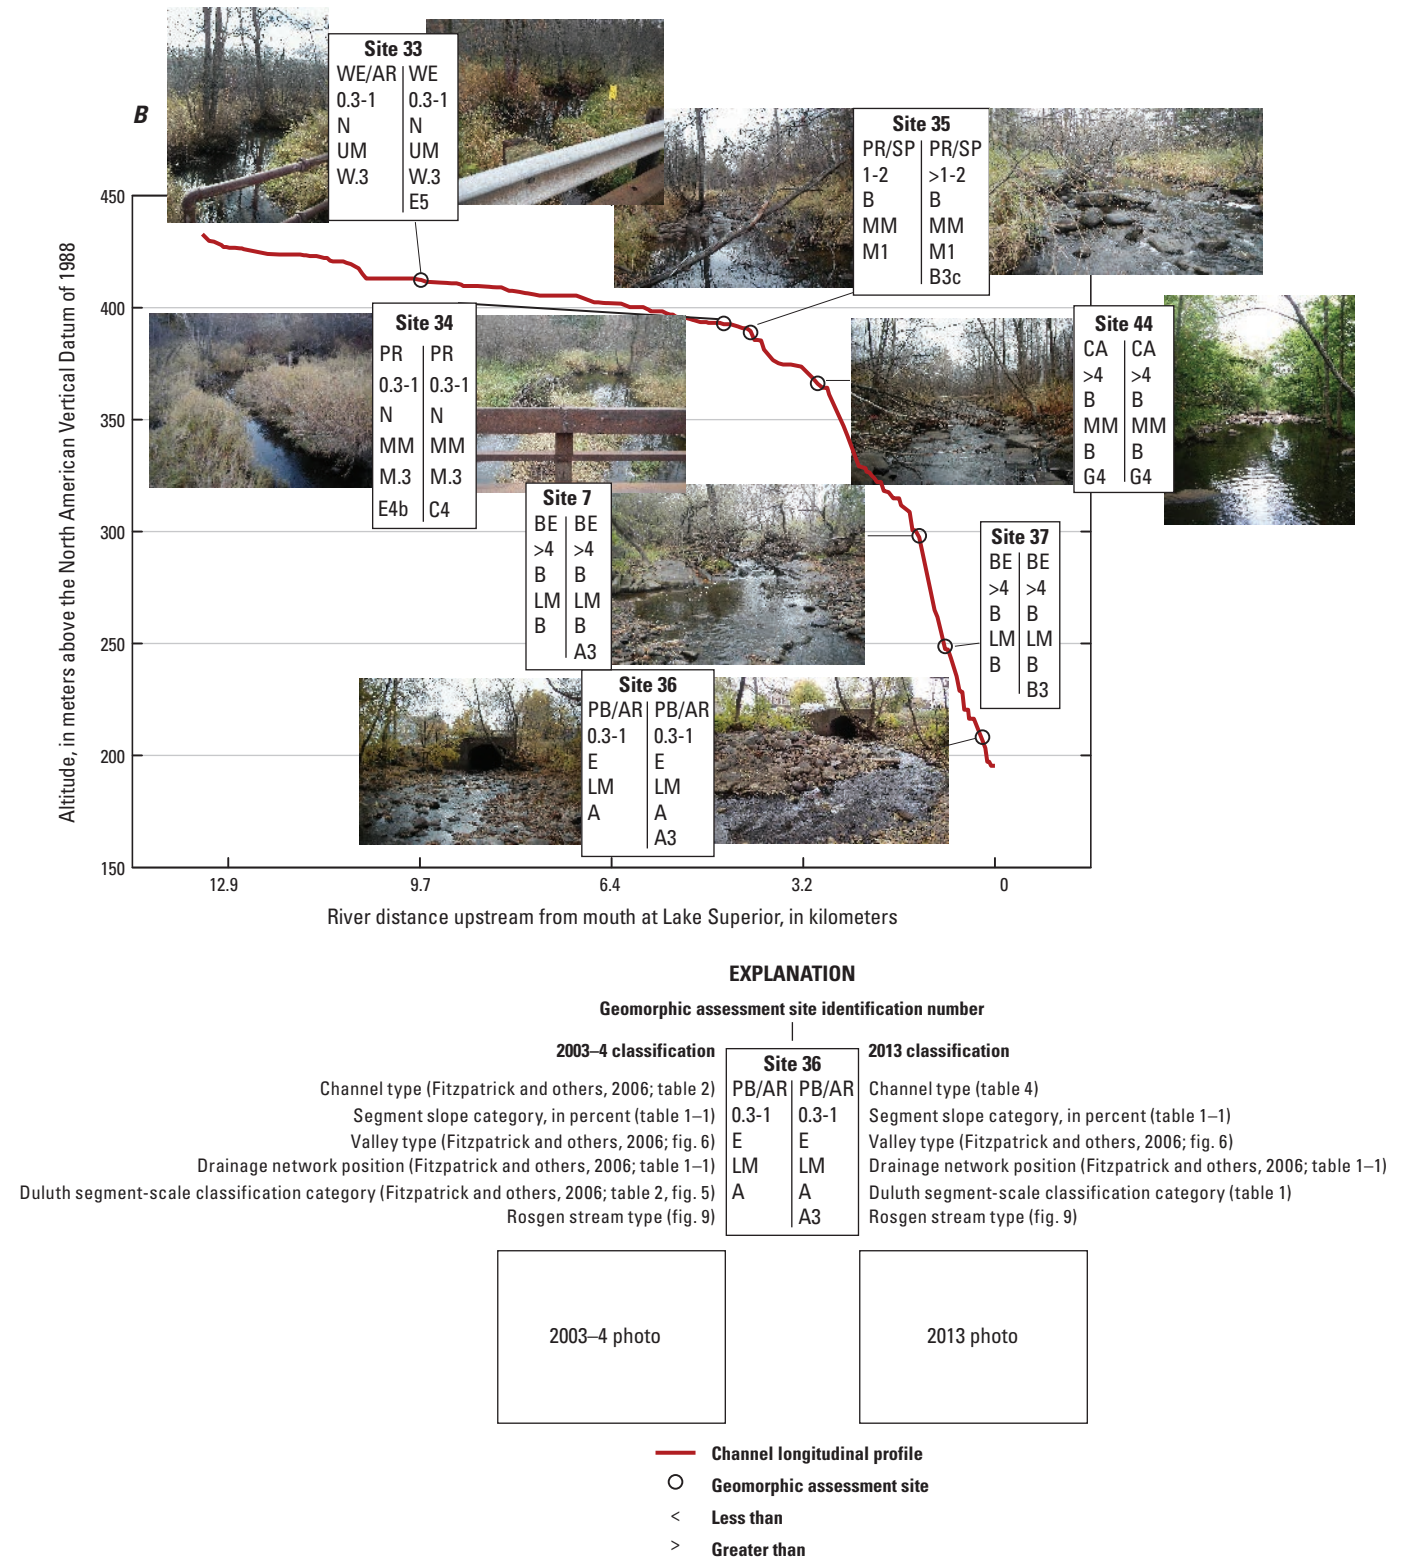 B
Site 33
WE/AR WE
0.3-1 0.3-1
N N
UM UM
W.3 W.3
E5
Site 35
PR/SP PR/SP
1-2 >1-2
B B
MM MM
M1 M1
B3c
Site 34
PR PR
0.3-1 0.3-1
N N
MM MM
M.3 M.3
E4b C4
Site 44
CA CA
>4 >4
B B
MM MM
B B
G4 G4
Site 7
BE BE
>4 >4
B B
LM LM
B B
A3
Site 37
BE BE
>4 >4
B B
LM LM
B B
B3
Site 36
PB/AR PB/AR
0.3-1 0.3-1
E E
LM LM
A A
A3
Altitude, in meters above the North American Vertical Datum of 1988
450
400
350
300
250
200
150
12.9 9.7 6.4 3.2 0
River distance upstream from mouth at Lake Superior, in kilometers
EXPLANATION
Geomorphic assessment site identification number
2003–4 classification Site 36 2013 classification
Channel type (Fitzpatrick and others, 2006; table 2) PB/AR PB/AR Channel type (table 4)
Segment slope category, in percent (table 1–1) 0.3-1 0.3-1 Segment slope category, in percent (table 1–1)
Valley type (Fitzpatrick and others, 2006; fig. 6) E E Valley type (Fitzpatrick and others, 2006; fig. 6)
Drainage network position (Fitzpatrick and others, 2006; table 1–1) LM LM Drainage network position (Fitzpatrick and others, 2006; table 1–1)
Duluth segment-scale classification category (Fitzpatrick and others, 2006; table 2, fig. 5) A A Duluth segment-scale classification category (table 1)
Rosgen stream type (fig. 9) A3 Rosgen stream type (fig. 9)
2003–4 photo 2013 photo
Channel longitudinal profile
Geomorphic assessment site
< Less than
> Greater than